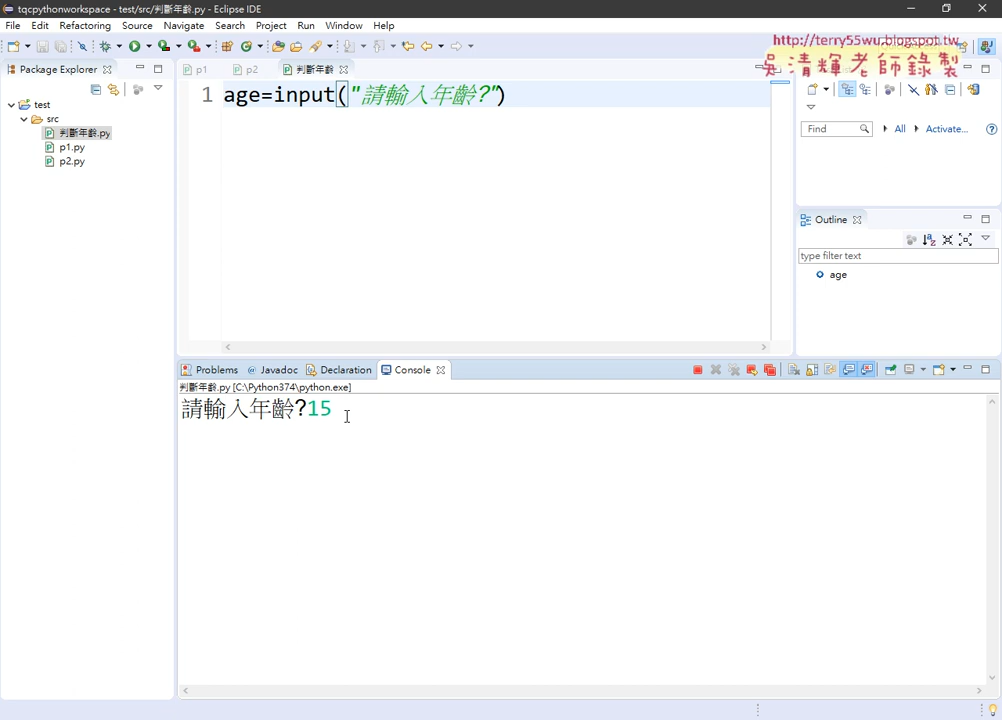 tqcpythonworkspace - test/src/判斷年齡.py - Eclipse IDE
File Edit Refactoring Source Navigate Search Project Run Window Help
http://terry55wu.blogspot.tw
吳清輝老師錄製
Package Explorer
p1
p2
判斷年齡
test
src
判斷年齡.py
p1.py
p2.py
1 age=input("請輸入年齡?")
Find
All
Activate...
Outline
type filter text
age
Problems
Javadoc
Declaration
Console
判斷年齡.py [C:\Python374\python.exe]
請輸入年齡?15